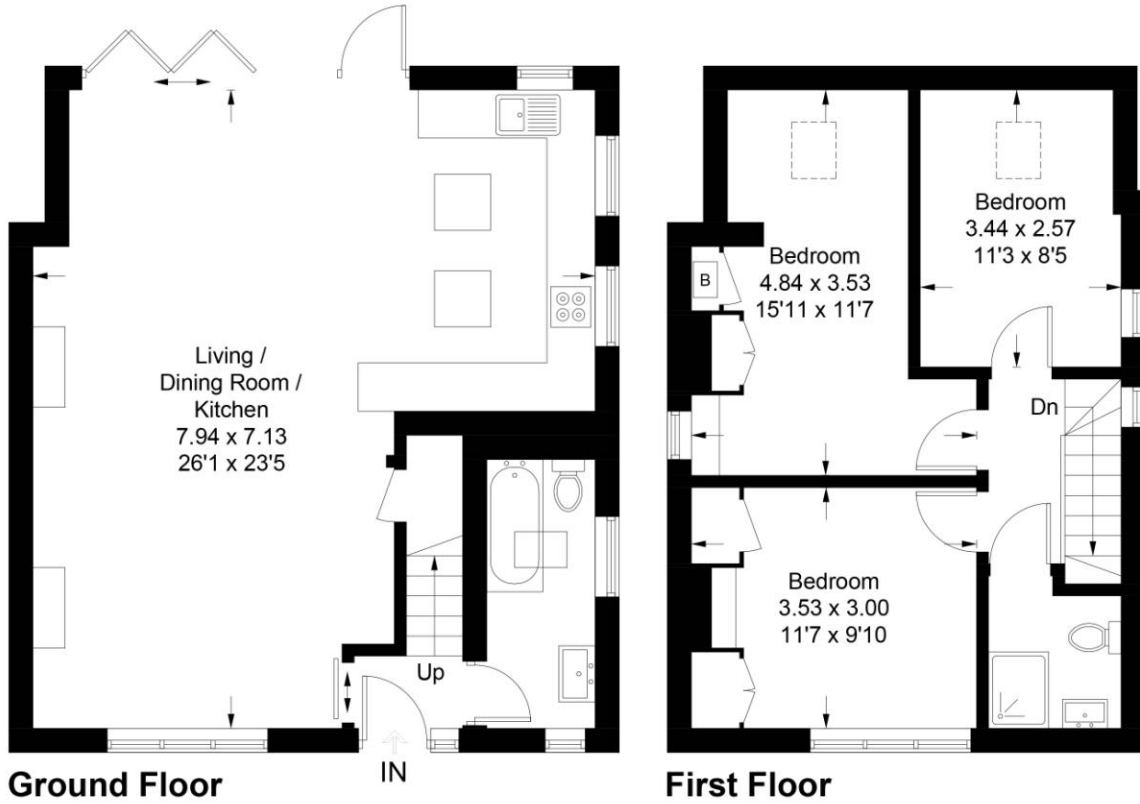 Living /
Dining Room /
Kitchen
7.94 x 7.13
26'1 x 23'5
Up
IN
Ground Floor
Bedroom
3.44 x 2.57
11'3 x 8'5
Bedroom
4.84 x 3.53
15'11 x 11'7
B
Dn
Bedroom
3.53 x 3.00
11'7 x 9'10
First Floor